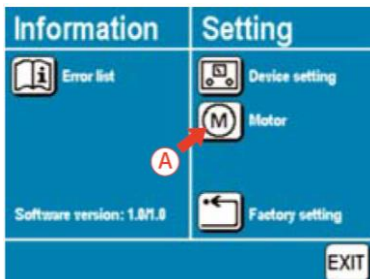 Information
Error list
Software version: 1.0/1.0
Setting
Device setting
M Motor
A
Factory setting
EXIT